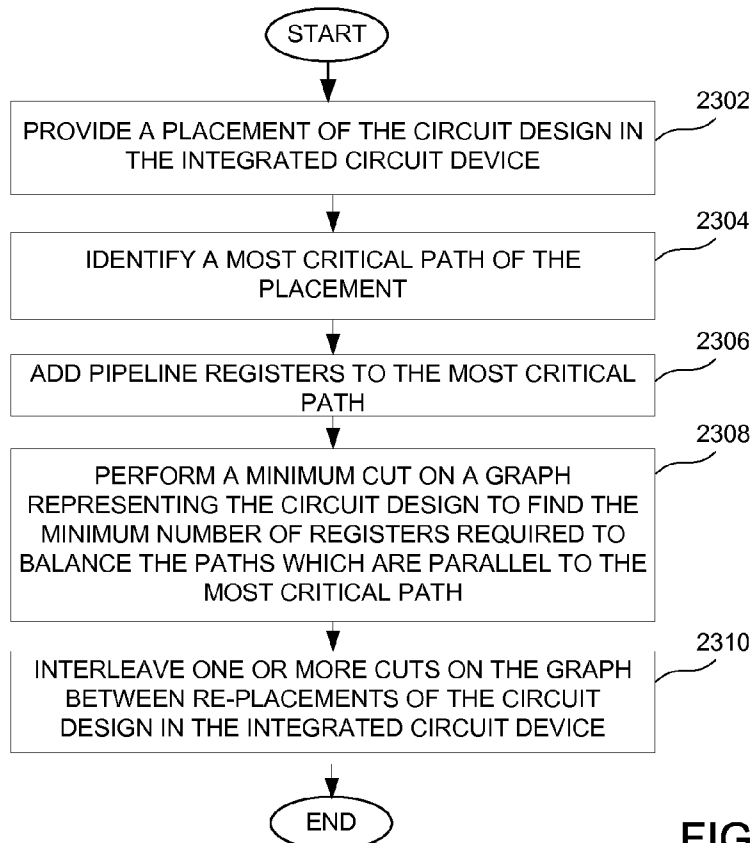 START
2302
PROVIDE A PLACEMENT OF THE CIRCUIT DESIGN IN
THE INTEGRATED CIRCUIT DEVICE
2304
IDENTIFY A MOST CRITICAL PATH OF THE
PLACEMENT
2306
ADD PIPELINE REGISTERS TO THE MOST CRITICAL
PATH
2308
PERFORM A MINIMUM CUT ON A GRAPH
REPRESENTING THE CIRCUIT DESIGN TO FIND THE
MINIMUM NUMBER OF REGISTERS REQUIRED TO
BALANCE THE PATHS WHICH ARE PARALLEL TO THE
MOST CRITICAL PATH
2310
INTERLEAVE ONE OR MORE CUTS ON THE GRAPH
BETWEEN RE-PLACEMENTS OF THE CIRCUIT
DESIGN IN THE INTEGRATED CIRCUIT DEVICE
END
FIG